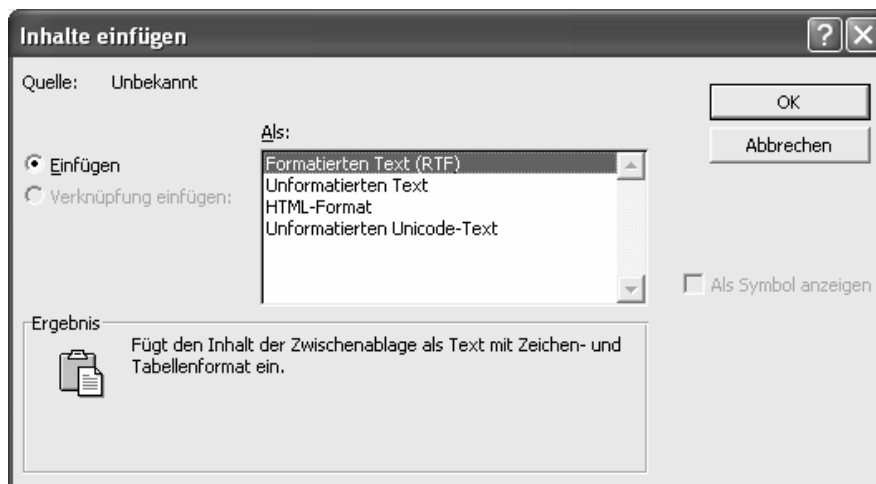 Inhalte einfügen
Quelle: Unbekannt
OK
Als:
Abbrechen
Einfügen
Verknüpfung einfügen:
Formatierten Text (RTF)
Unformatierten Text
HTML-Format
Unformatierten Unicode-Text
Als Symbol anzeigen
Ergebnis
Fügt den Inhalt der Zwischenablage als Text mit Zeichen- und
Tabellenformat ein.